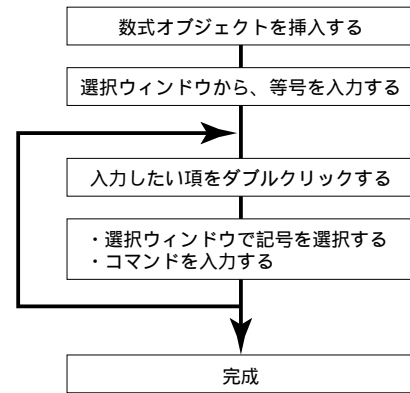 数式オブジェクトを挿入する
選択ウィンドウから、等号を入力する
入力したい項をダブルクリックする
・選択ウィンドウで記号を選択する
・コマンドを入力する
完成